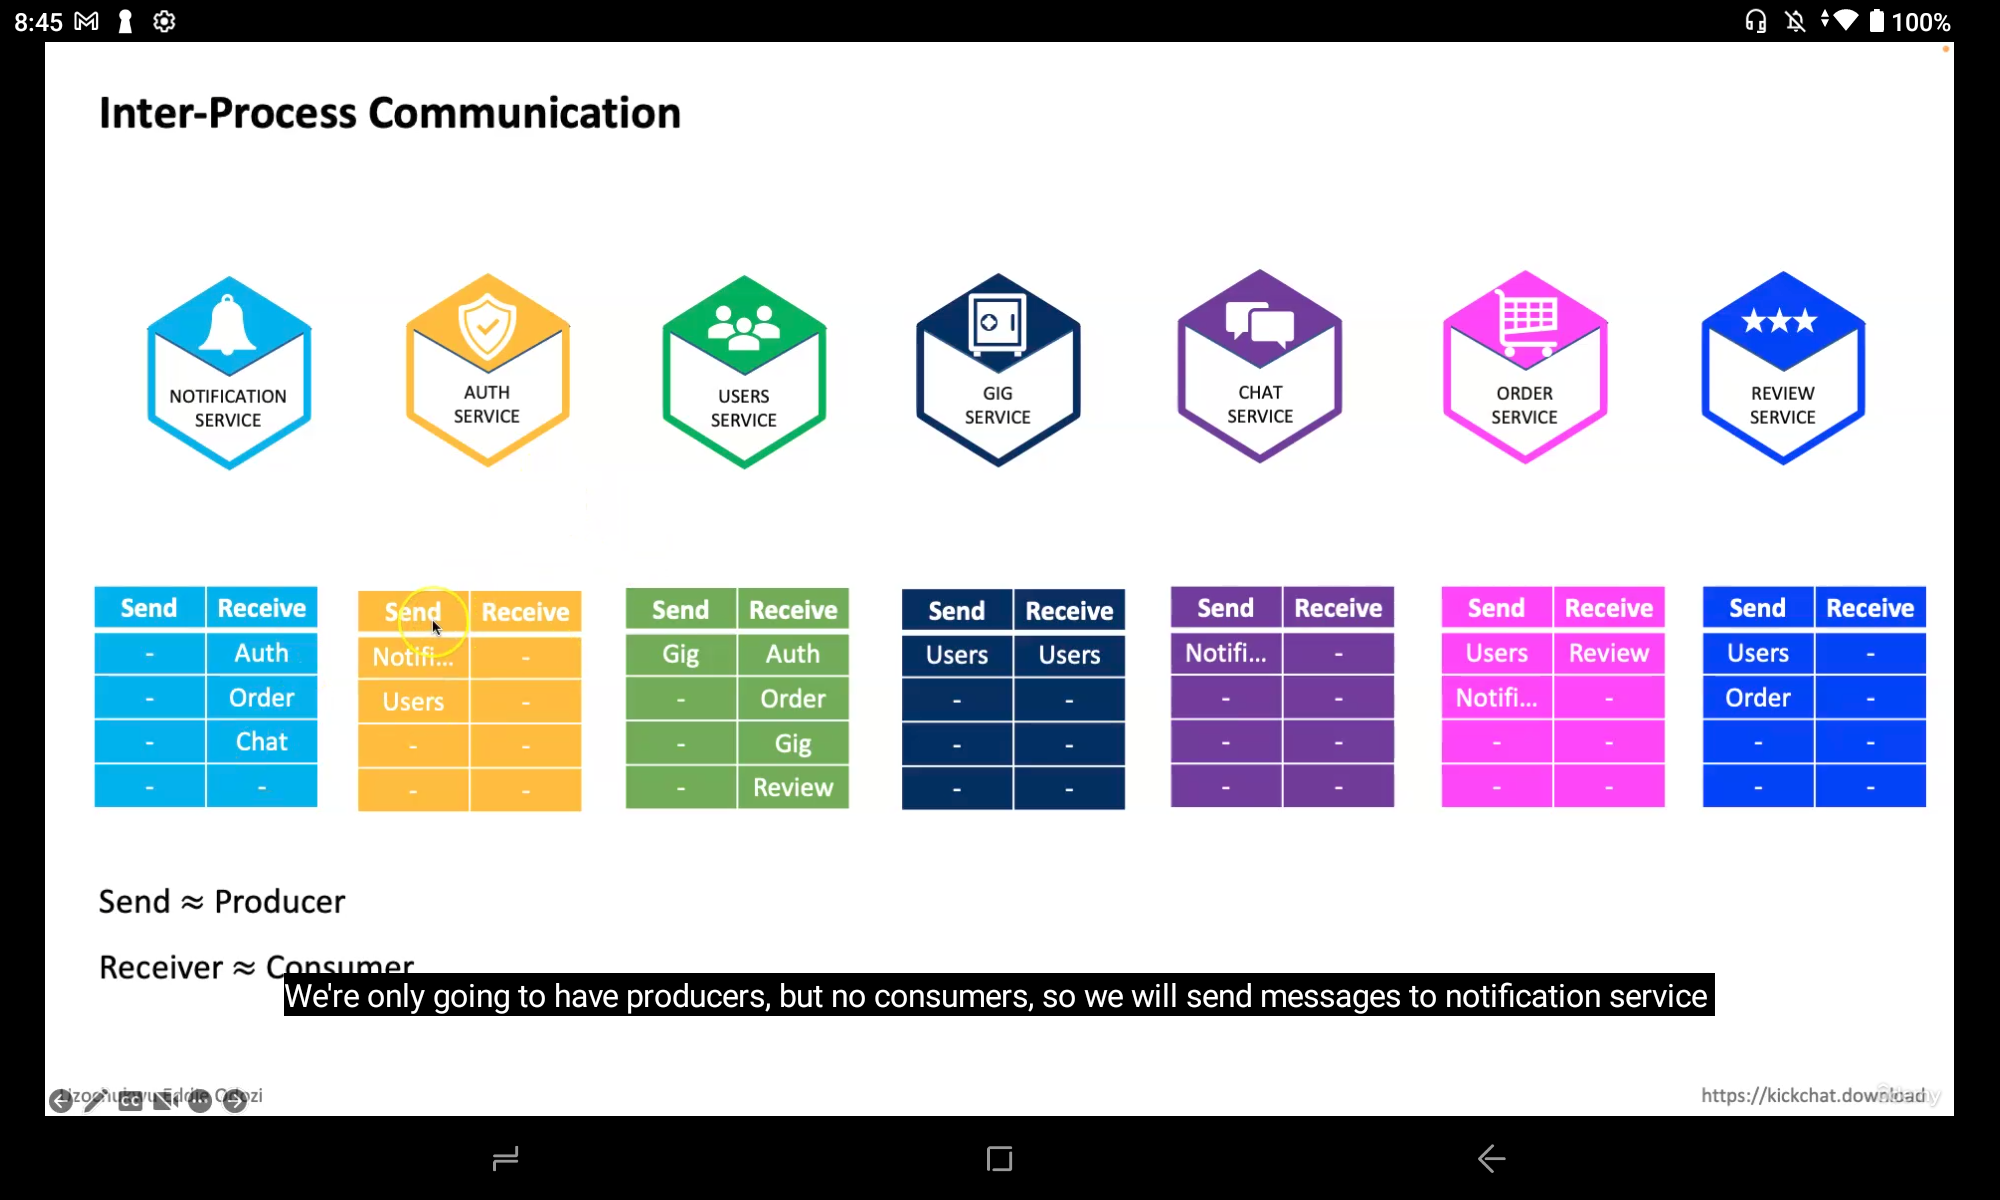 8:45
100%
Inter-Process Communication
NOTIFICATION
SERVICE
AUTH
SERVICE
USERS
SERVICE
GIG
SERVICE
CHAT
SERVICE
ORDER
SERVICE
REVIEW
SERVICE
Send Receive
- Auth
- Order
- Chat
- -
Send Receive
Notifi... -
Users -
- -
- -
Send Receive
Gig Auth
- Order
- Gig
- Review
Send Receive
Users Users
- -
- -
- -
Send Receive
Notifi... -
- -
- -
- -
Send Receive
Users Review
Notifi... -
- -
- -
Send Receive
Users -
Order -
- -
- -
Send ≈ Producer
Receiver ≈ Consumer
We're only going to have producers, but no consumers, so we will send messages to notification service
Uzochukwu Eddie Odozi
CC
https://kickchat.download